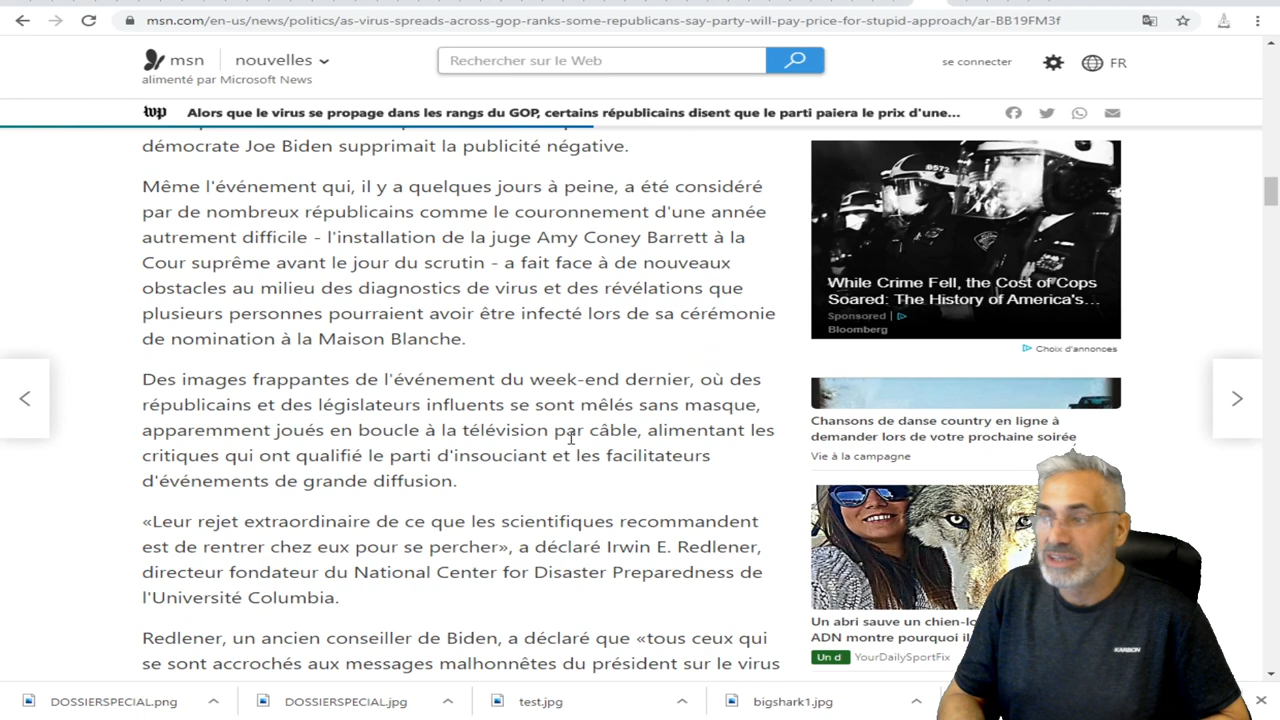 msn.com/en-us/news/politics/as-virus-spreads-across-gop-ranks-some-republicans-say-party-will-pay-price-for-stupid-approach/ar-BB19FM3f
msn nouvelles
alimenté par Microsoft News
Rechercher sur le Web
se connecter
FR
wp Alors que le virus se propage dans les rangs du GOP, certains républicains disent que le parti paiera le prix d'une...
démocrate Joe Biden supprimait la publicité négative.
Même l'événement qui, il y a quelques jours à peine, a été considéré
par de nombreux républicains comme le couronnement d'une année
autrement difficile - l'installation de la juge Amy Coney Barrett à la
Cour suprême avant le jour du scrutin - a fait face à de nouveaux
obstacles au milieu des diagnostics de virus et des révélations que
plusieurs personnes pourraient avoir être infecté lors de sa cérémonie
de nomination à la Maison Blanche.
Des images frappantes de l'événement du week-end dernier, où des
républicains et des législateurs influents se sont mêlés sans masque,
apparemment joués en boucle à la télévision par câble, alimentant les
critiques qui ont qualifié le parti d'insouciant et les facilitateurs
d'événements de grande diffusion.
«Leur rejet extraordinaire de ce que les scientifiques recommandent
est de rentrer chez eux pour se percher», a déclaré Irwin E. Redlener,
directeur fondateur du National Center for Disaster Preparedness de
l'Université Columbia.
Redlener, un ancien conseiller de Biden, a déclaré que «tous ceux qui
se sont accrochés aux messages malhonnêtes du président sur le virus
8572
While Crime Fell, the Cost of Cops
Soared: The History of America's...
Sponsored
Bloomberg
Choix d'annonces
Chansons de danse country en ligne à
demander lors de votre prochaine soirée
Vie à la campagne
Un abri sauve un chien-lo
ADN montre pourquoi il
Un d YourDailySportFix
KARBON
DOSSIERSPECIAL.png
DOSSIERSPECIAL.jpg
test.jpg
bigshark1.jpg